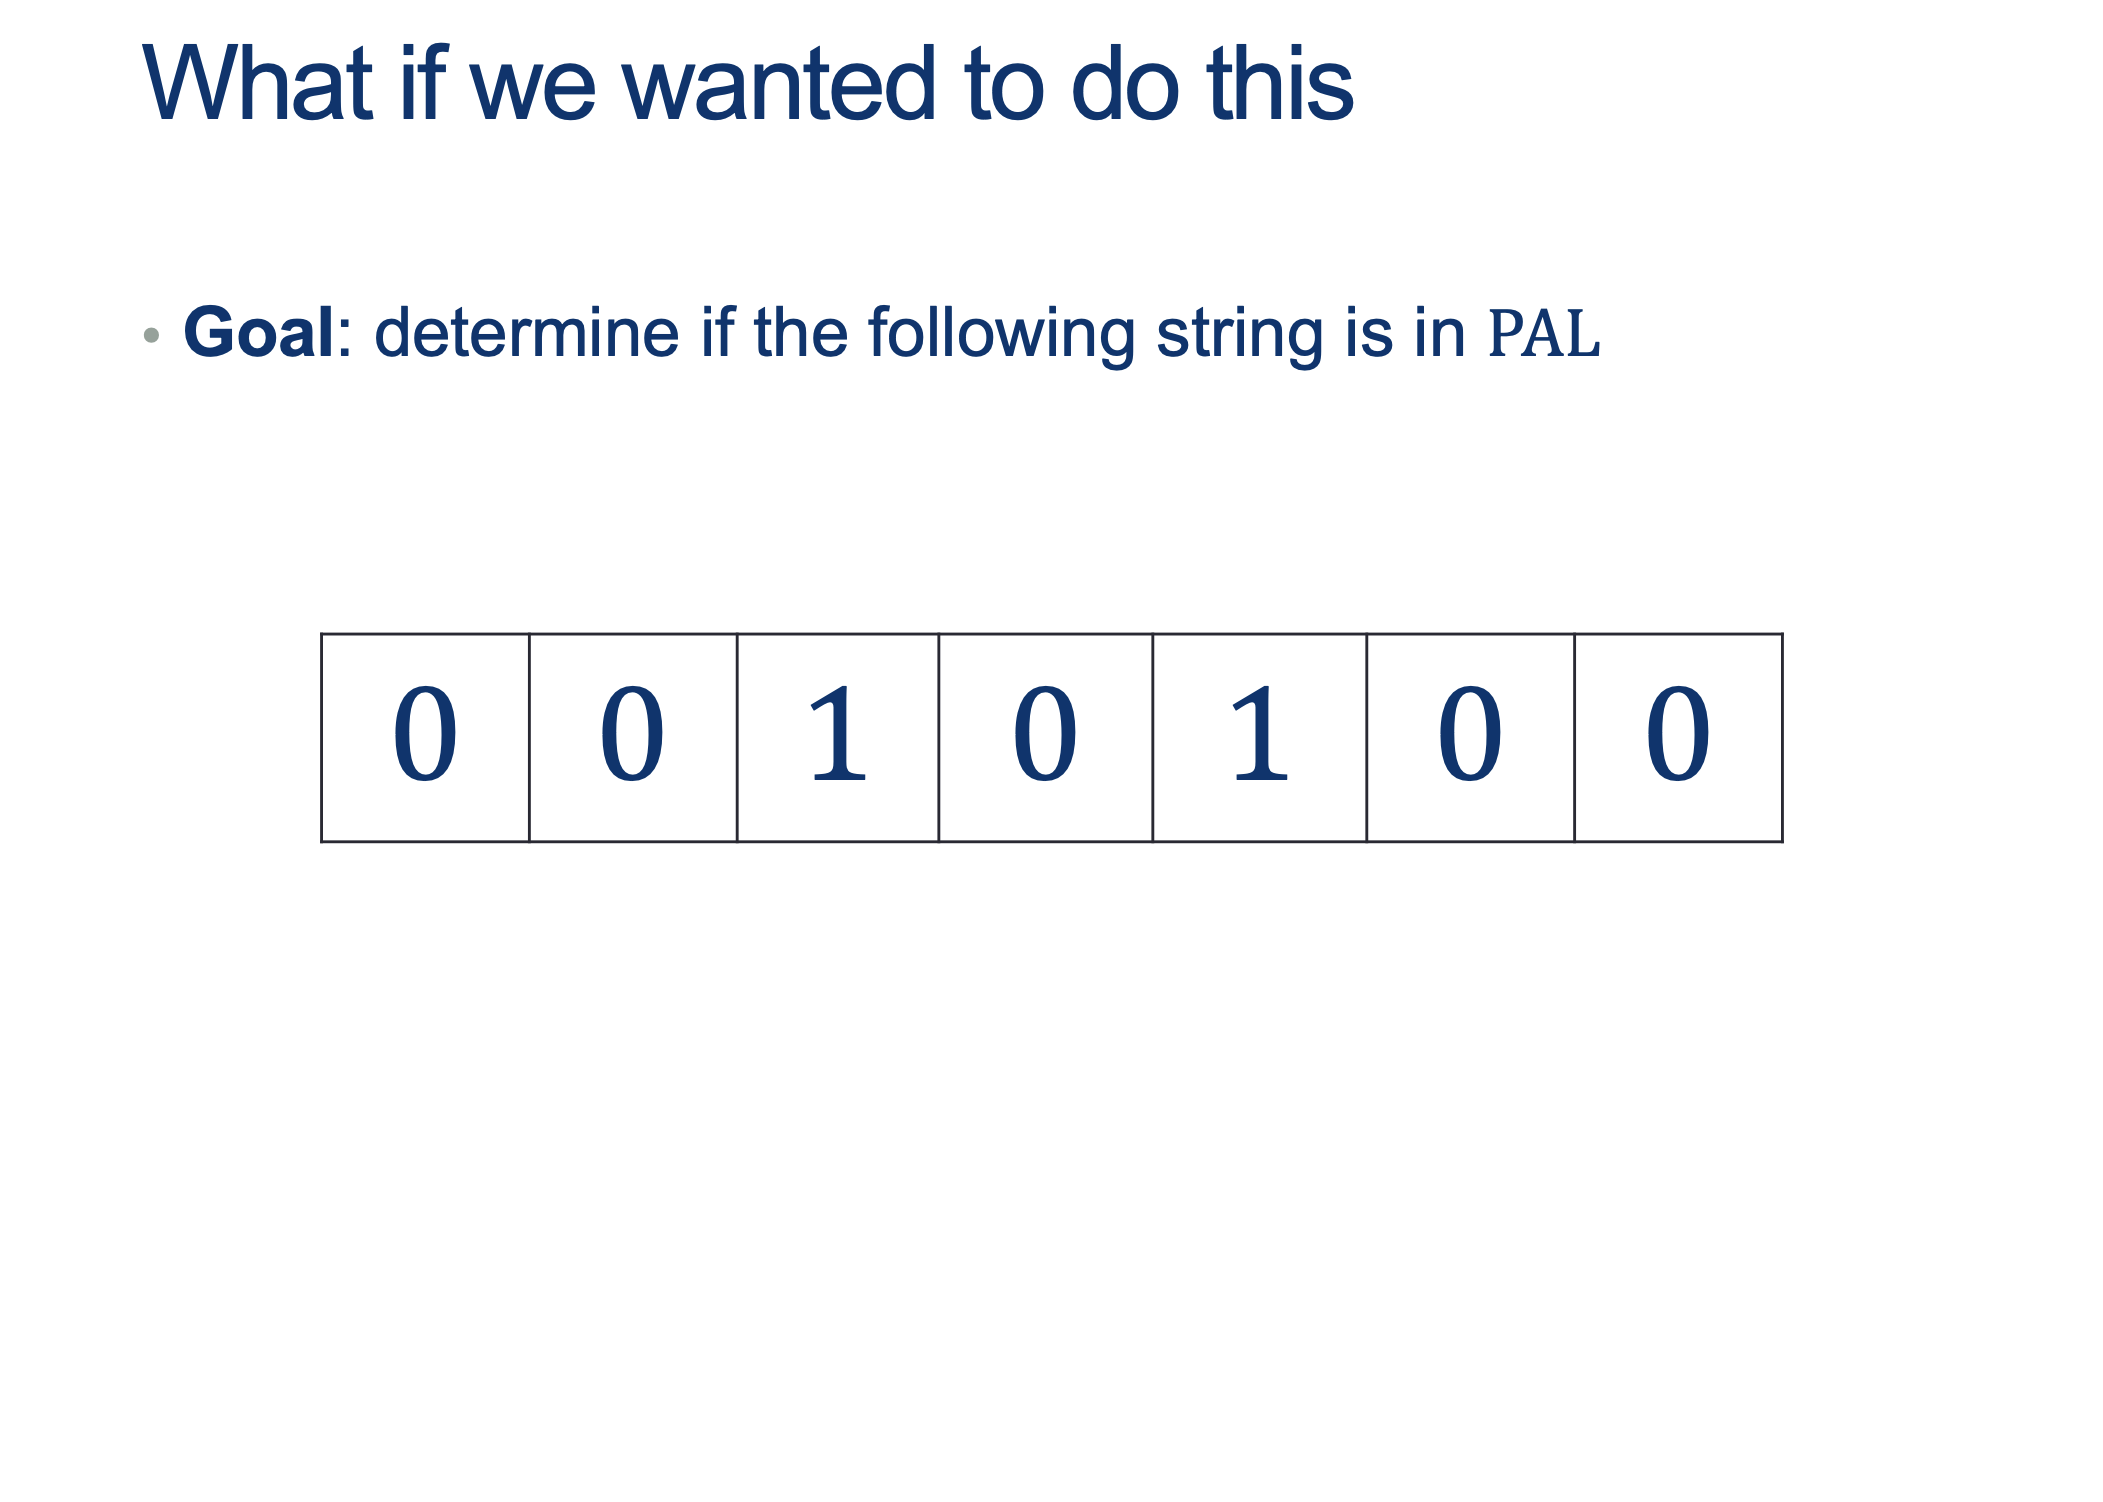 What if we wanted to do this
• Goal: determine if the following string is in PAL
0 0 1 0 1 0 0